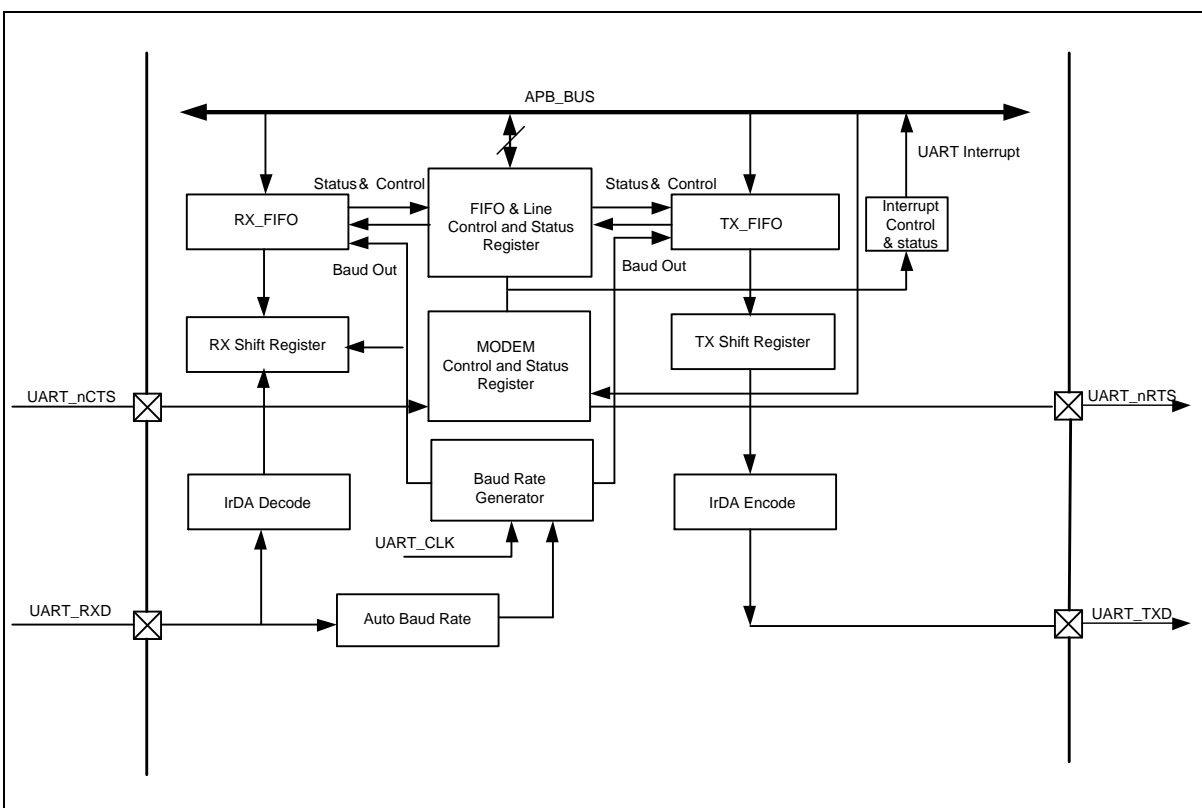 APB_BUS
UART Interrupt
Status & Control
Status & Control
RX_FIFO
FIFO & Line
Control and Status
Register
TX_FIFO
Interrupt
Control
& status
Baud Out
Baud Out
RX Shift Register
MODEM
Control and Status
Register
TX Shift Register
UART_nCTS
UART_nRTS
IrDA Decode
Baud Rate
Generator
IrDA Encode
UART_CLK
UART_RXD
Auto Baud Rate
UART_TXD